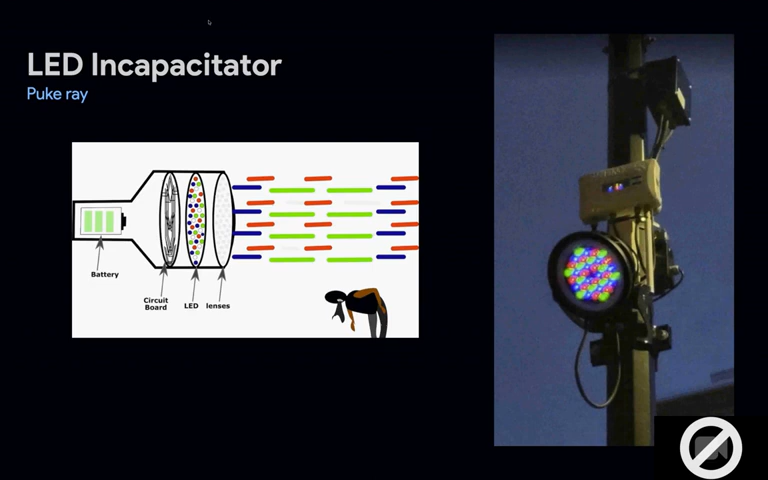 LED Incapacitator
Puke ray
Battery
Circuit
Board
LED
lenses